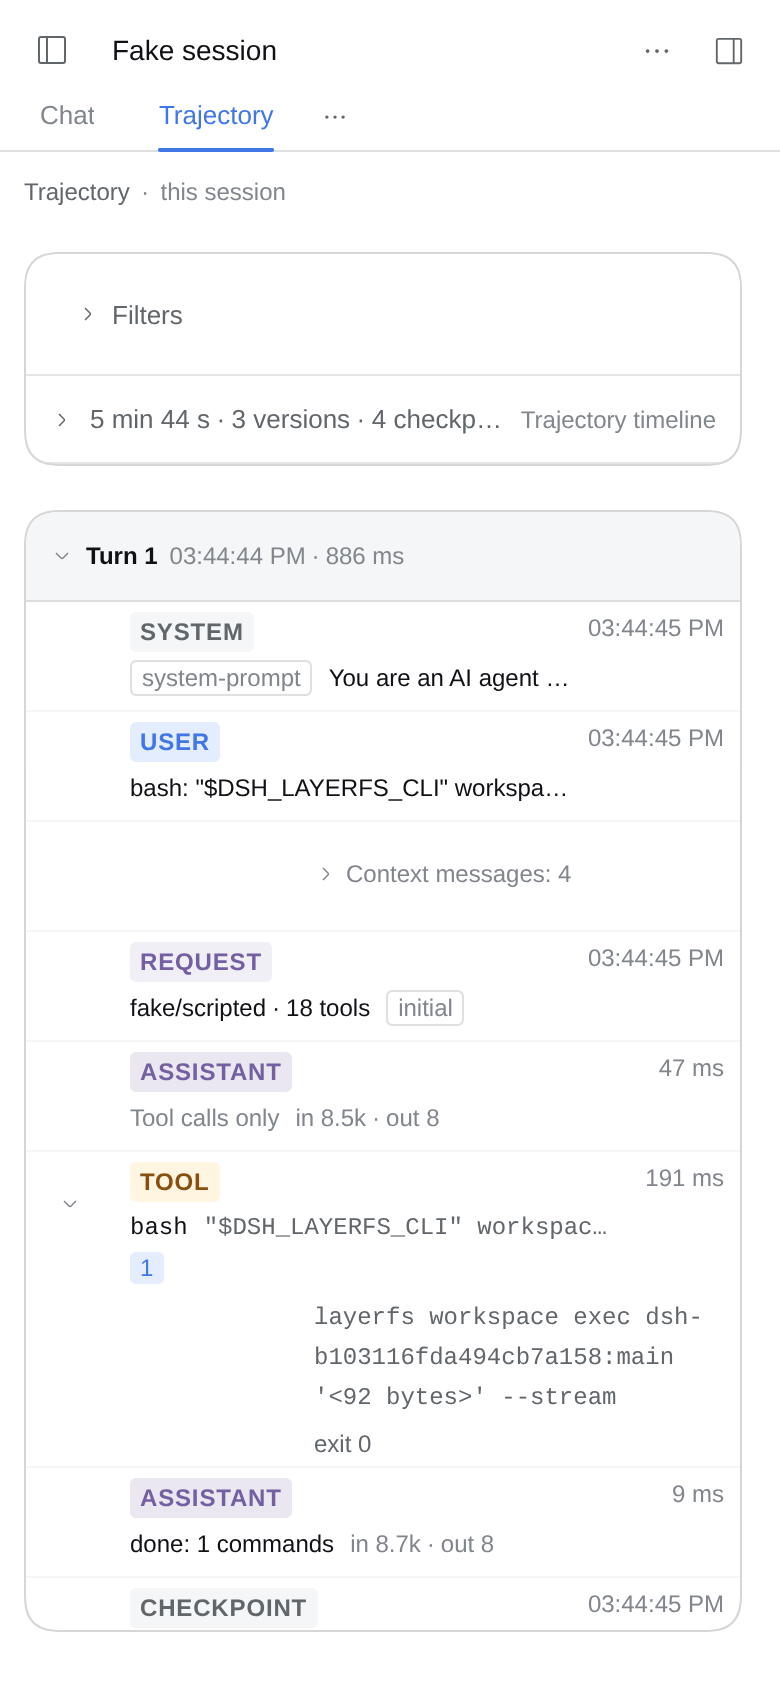 Fake session
Chat
Trajectory
Trajectory · this session
Filters
5 min 44 s · 3 versions · 4 checkp… Trajectory timeline
Turn 1 03:44:44 PM · 886 ms
SYSTEM 03:44:45 PM
system-prompt You are an AI agent …
USER 03:44:45 PM
bash: "$DSH_LAYERFS_CLI" workspa…
Context messages: 4
REQUEST 03:44:45 PM
fake/scripted · 18 tools initial
ASSISTANT 47 ms
Tool calls only in 8.5k · out 8
TOOL 191 ms
bash "$DSH_LAYERFS_CLI" workspac…
1
layerfs workspace exec dsh-
b103116fda494cb7a158:main
'<92 bytes>' --stream
exit 0
ASSISTANT 9 ms
done: 1 commands in 8.7k · out 8
CHECKPOINT 03:44:45 PM